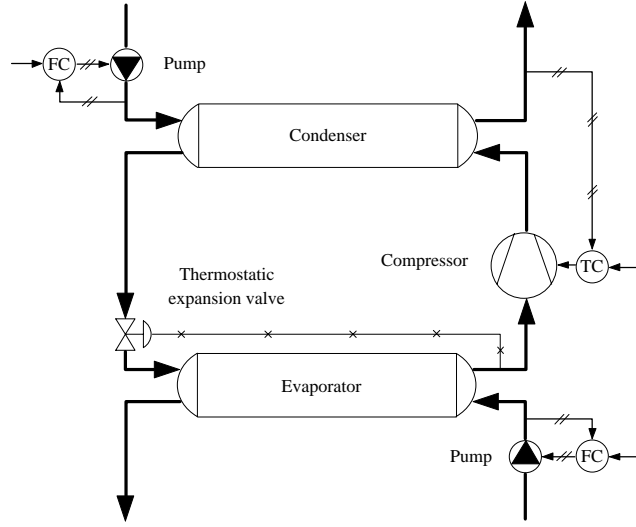 FC
Pump
Condenser
Compressor
TC
Thermostatic
expansion valve
Evaporator
Pump
FC